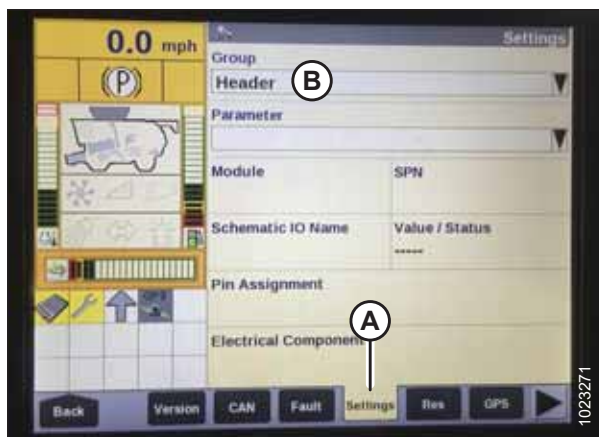 0.0 mph
(P)
Settings
Group
Header
B
Parameter
Module
SPN
Schematic IO Name
Value / Status
-----
Pin Assignment
A
Electrical Component
Back
Version
CAN
Fault
Settings
Res
GPS
1023271